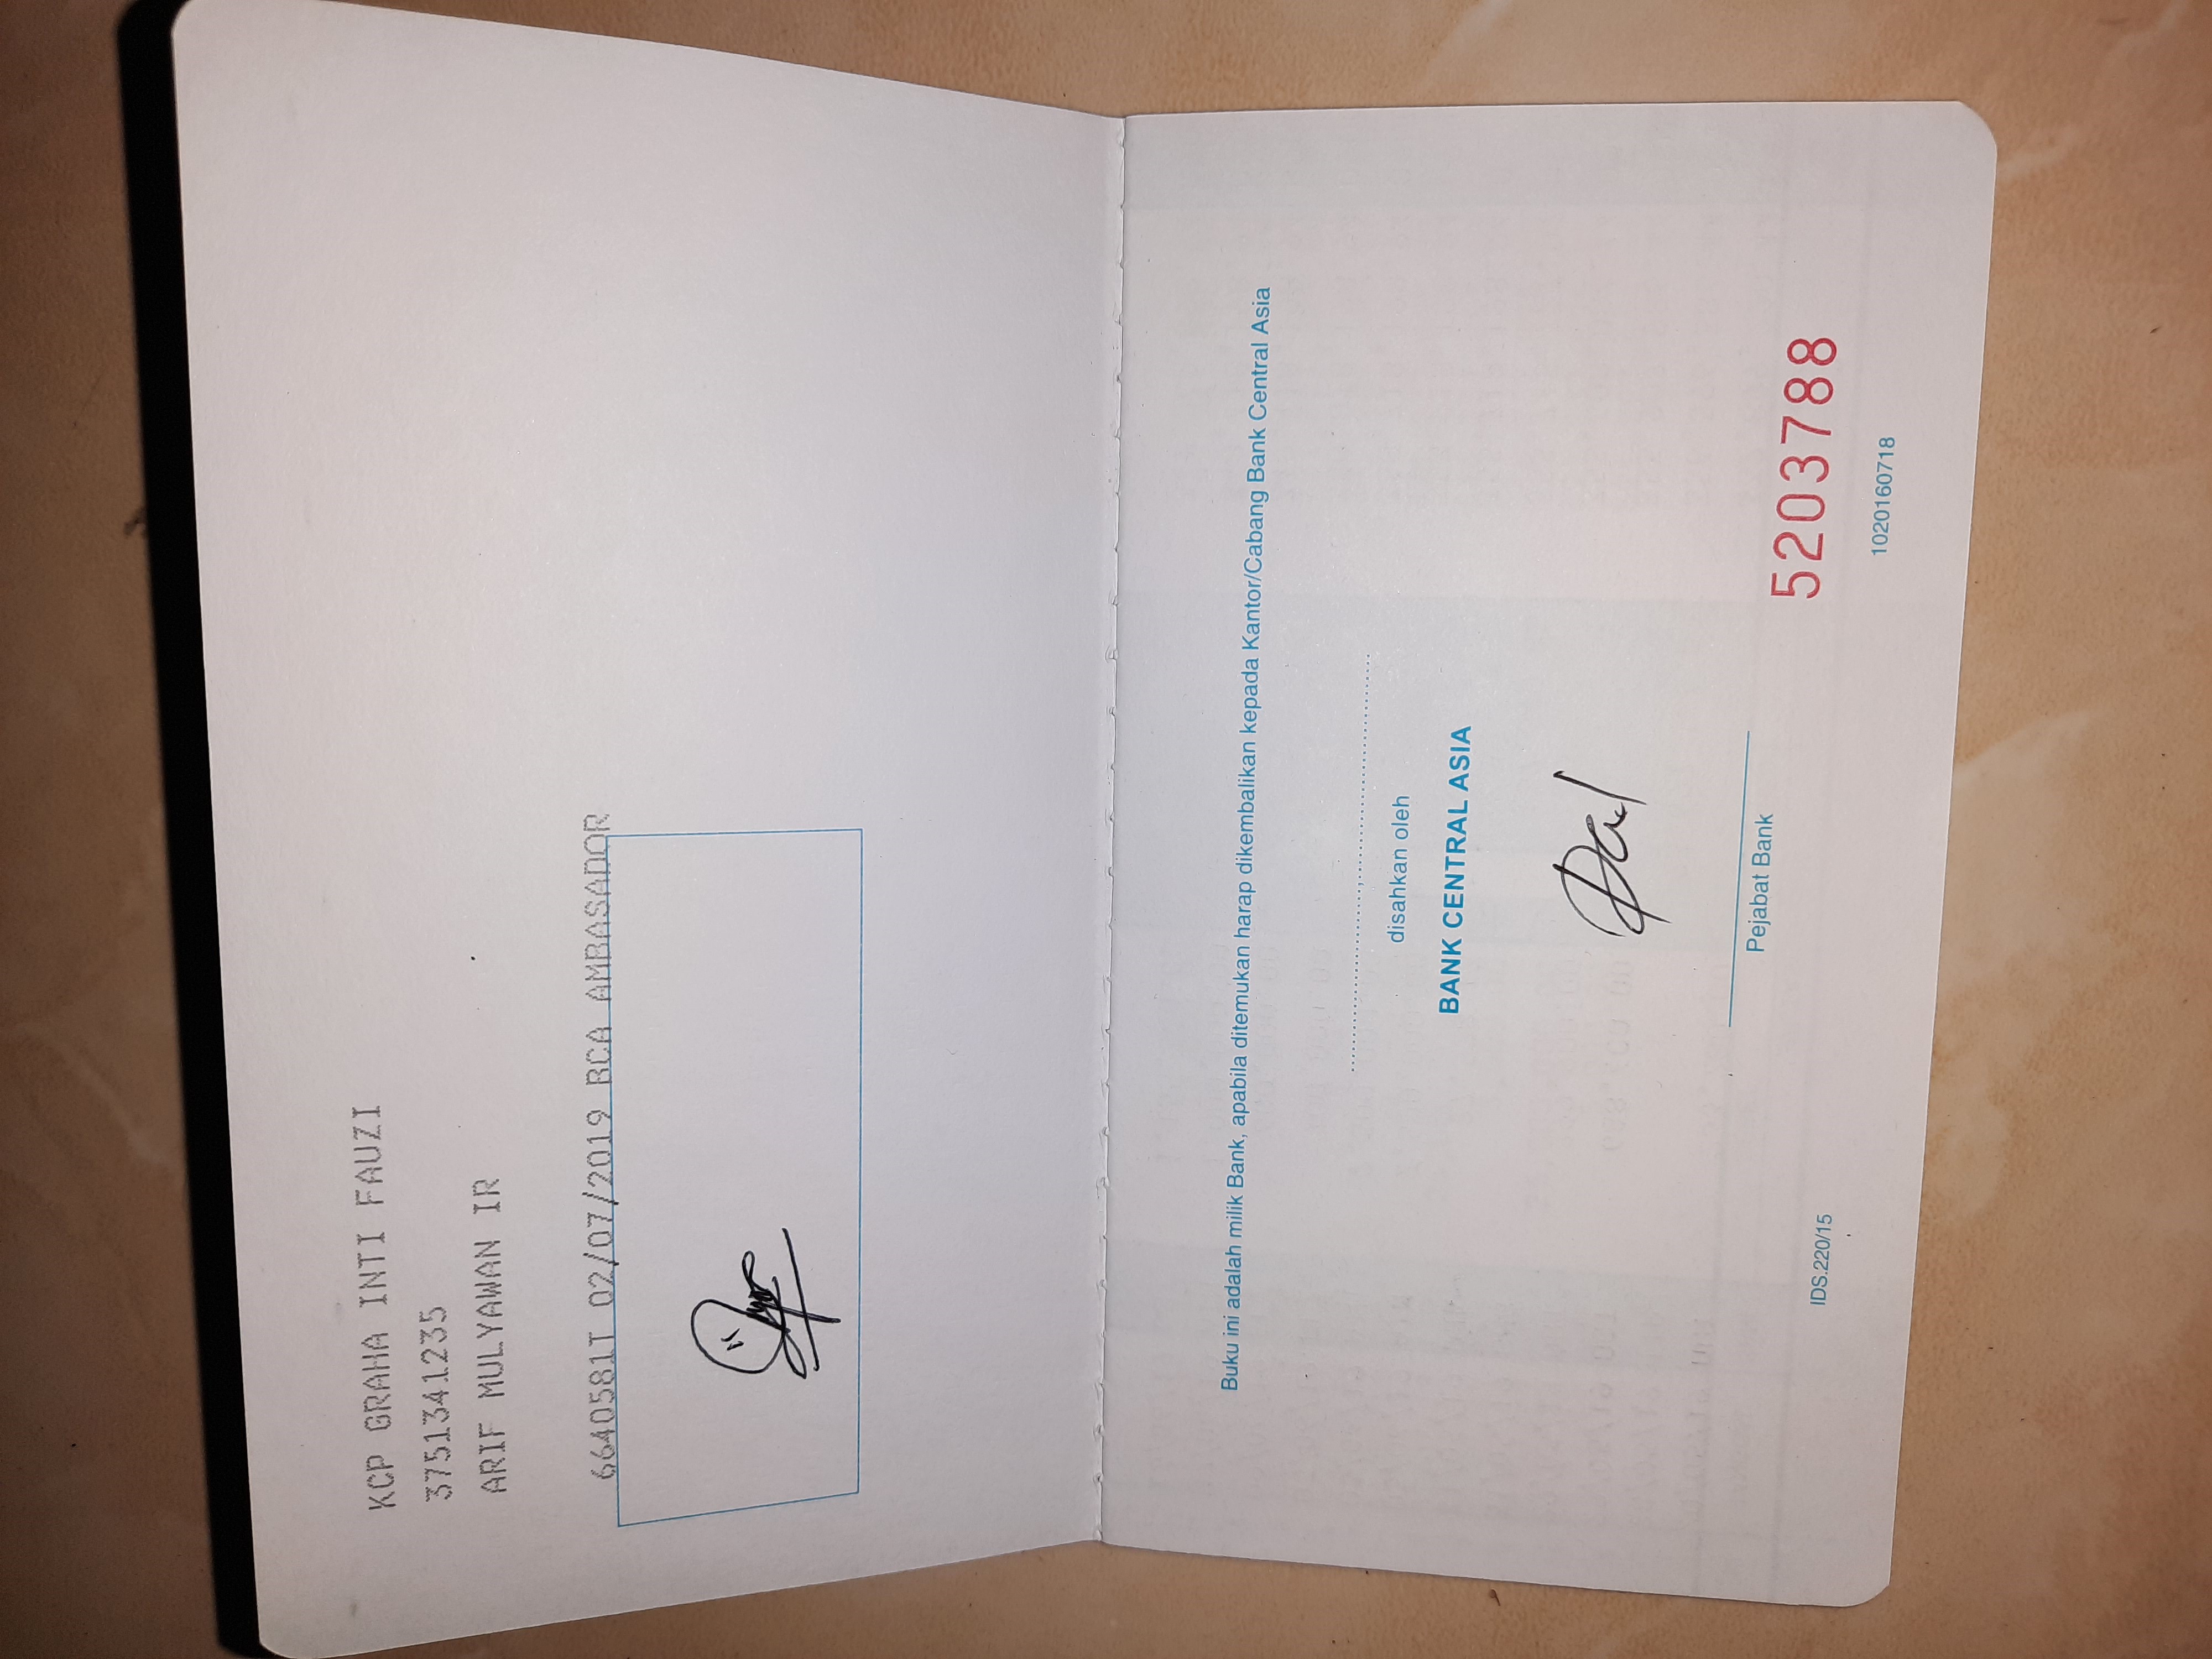 KCP GRAHA INTI FAUZI
3751341235
ARIF MULYAWAN IR
6640581T 02/07/2019 BCA AMBASADOR
Buku ini adalah milik Bank, apabila ditemukan harap dikembalikan kepada Kantor/Cabang Bank Central Asia
..........................,................................
disahkan oleh
BANK CENTRAL ASIA
Pejabat Bank
5203788
IDS.220/15
1020160718